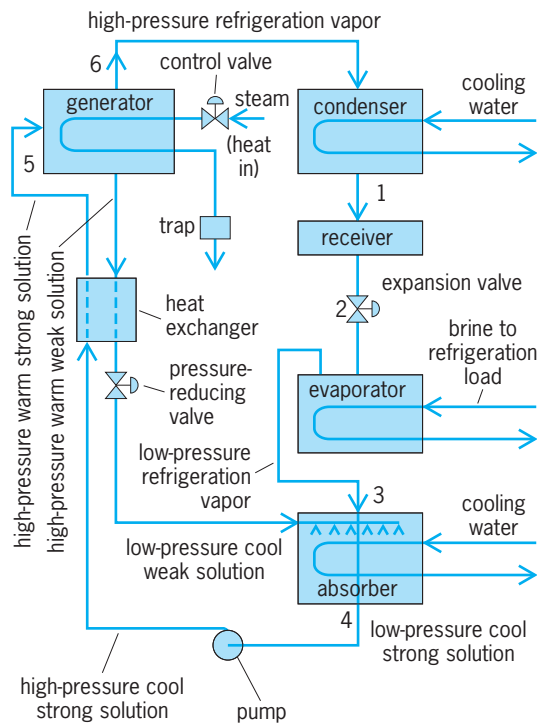 high-pressure refrigeration vapor
6
control valve
generator
steam
condenser
cooling
water
(heat
in)
5
1
trap
receiver
high-pressure warm strong solution
high-pressure warm weak solution
heat
exchanger
expansion valve
2
pressure-
reducing
valve
brine to
refrigeration
load
evaporator
low-pressure
refrigeration
vapor
3
cooling
water
low-pressure cool
weak solution
absorber
4
low-pressure cool
strong solution
high-pressure cool
strong solution
pump